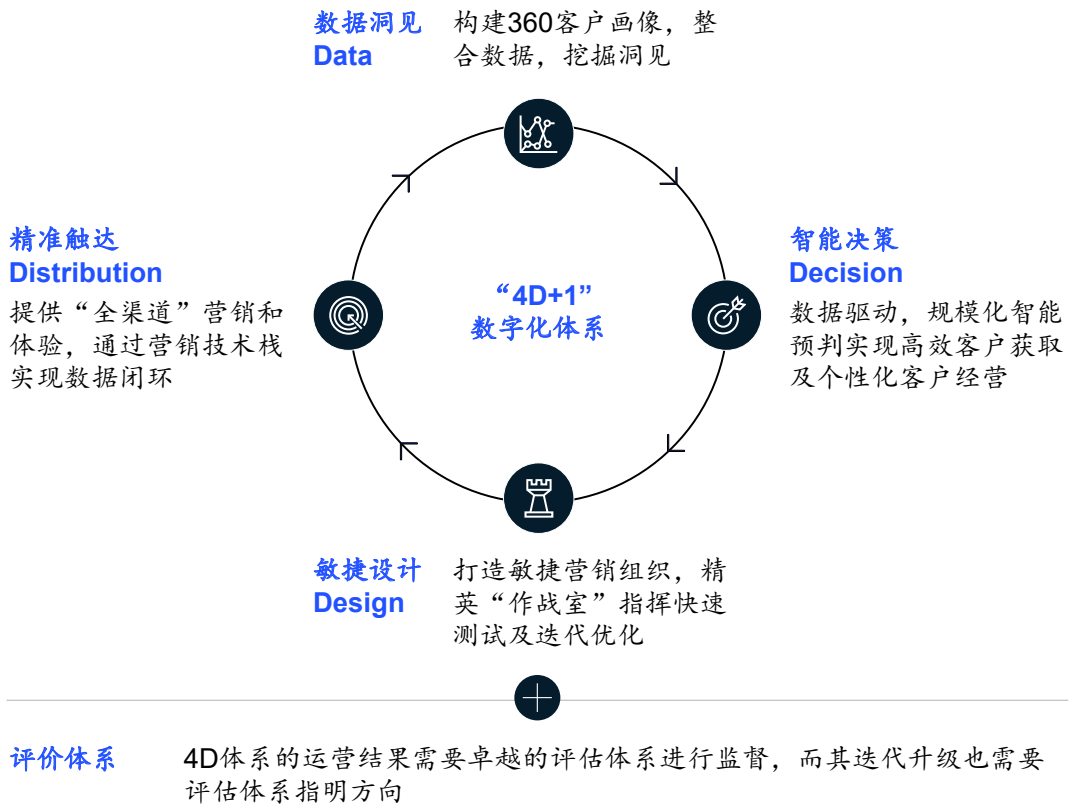 数据洞见
Data
构建360客户画像，整
合数据，挖掘洞见
精准触达
Distribution
提供“全渠道”营销和
体验，通过营销技术栈
实现数据闭环
“4D+1”
数字化体系
智能决策
Decision
数据驱动，规模化智能
预判实现高效客户获取
及个性化客户经营
敏捷设计
Design
打造敏捷营销组织，精
英“作战室”指挥快速
测试及迭代优化
评价体系
4D体系的运营结果需要卓越的评估体系进行监督，而其迭代升级也需要
评估体系指明方向